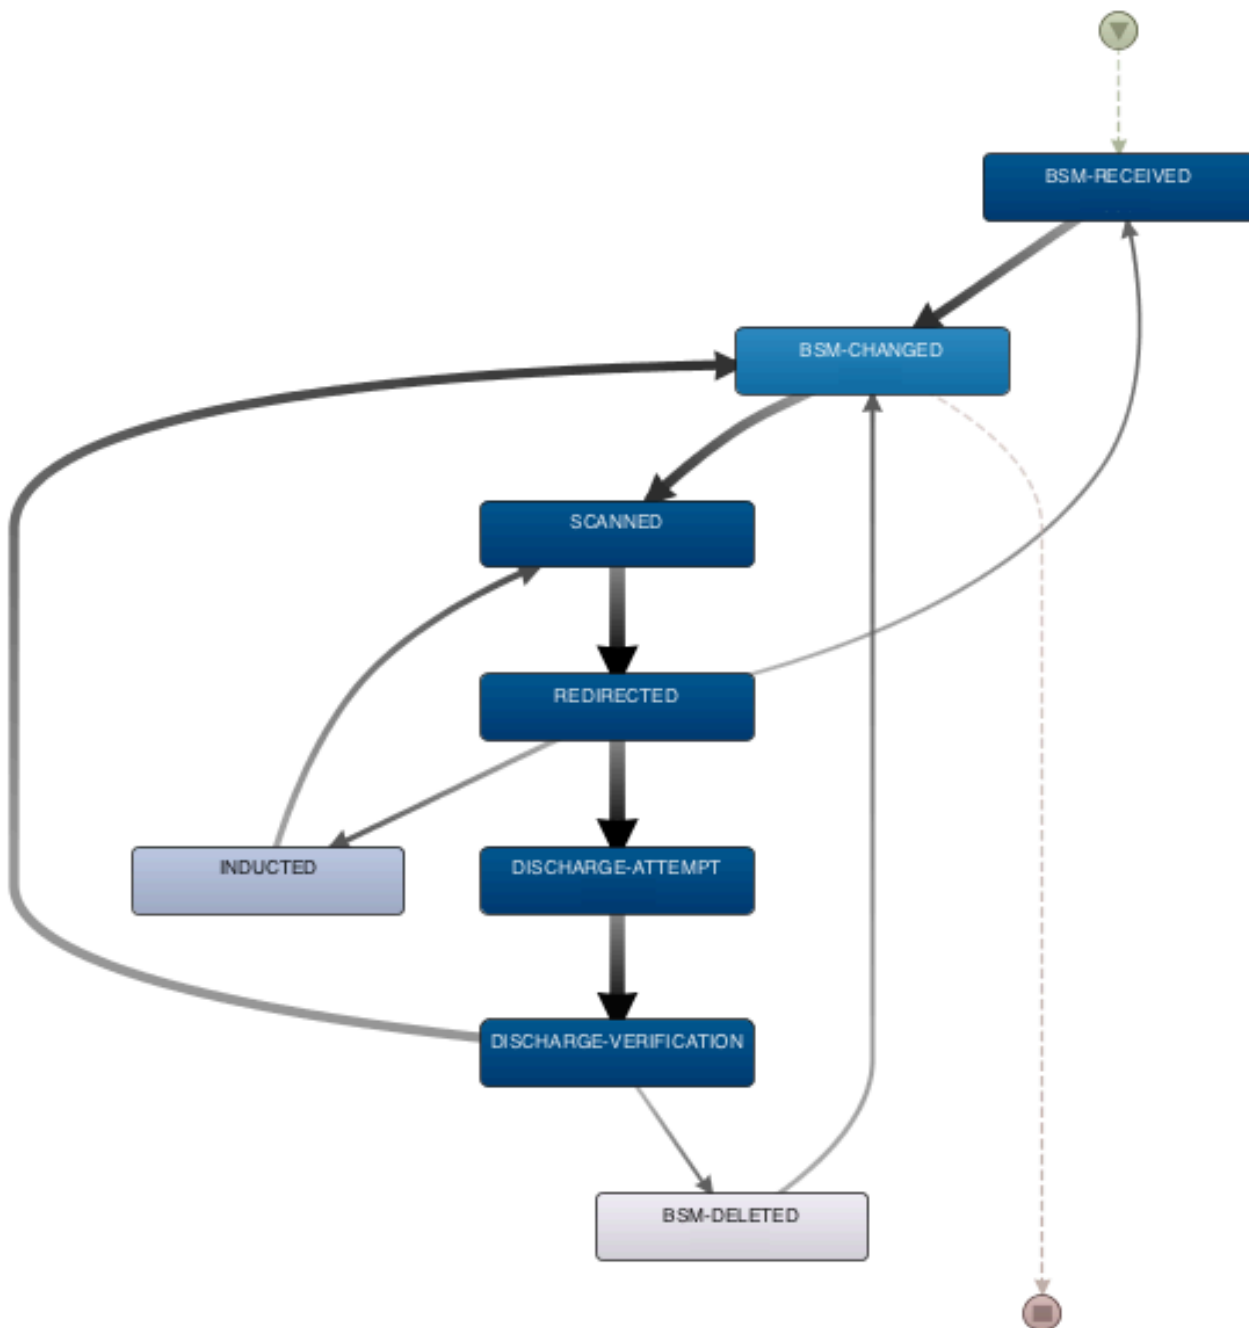 BSM-RECEIVED
BSM-CHANGED
SCANNED
REDIRECTED
INDUCTED
DISCHARGE-ATTEMPT
DISCHARGE-VERIFICATION
BSM-DELETED